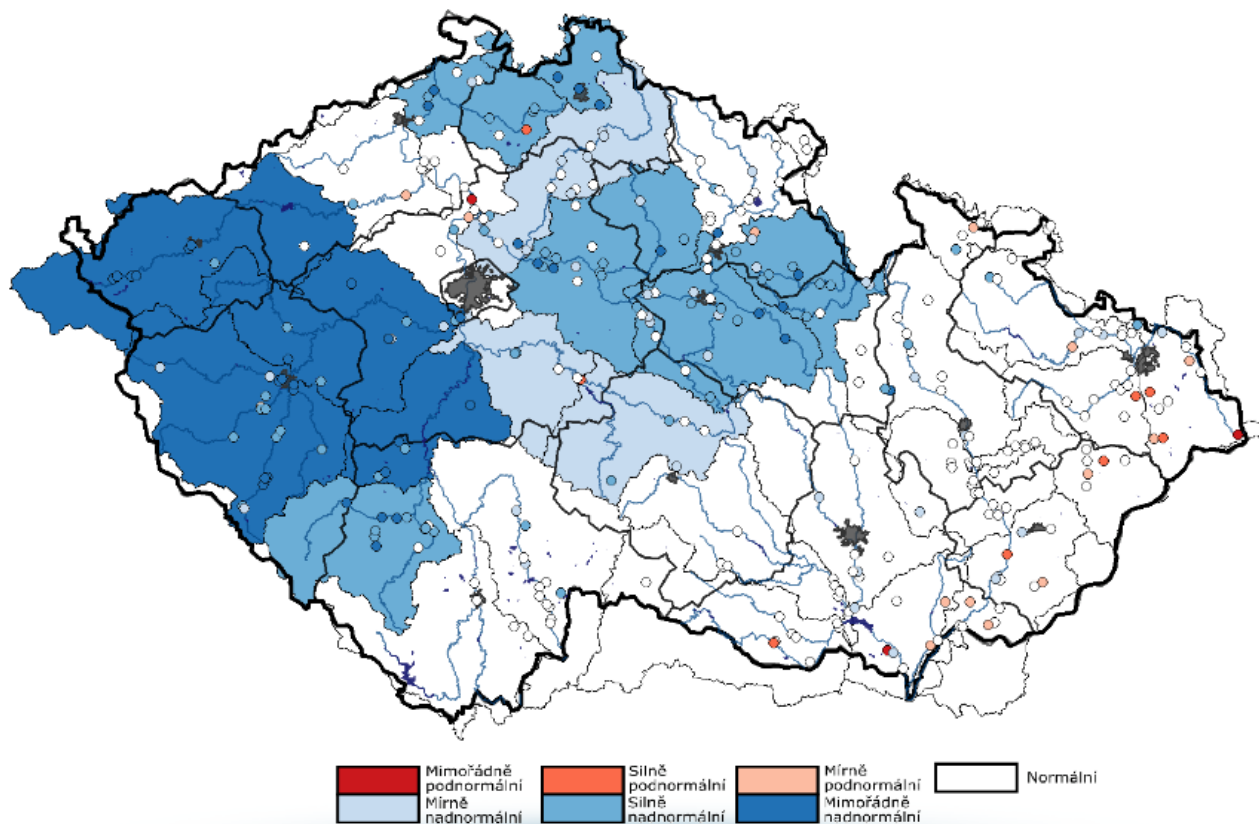 Mimořádně
podnormální
Silně
podnormální
Mírně
podnormální
Normální
Mírně
nadnormální
Silně
nadnormální
Mimořádně
nadnormální